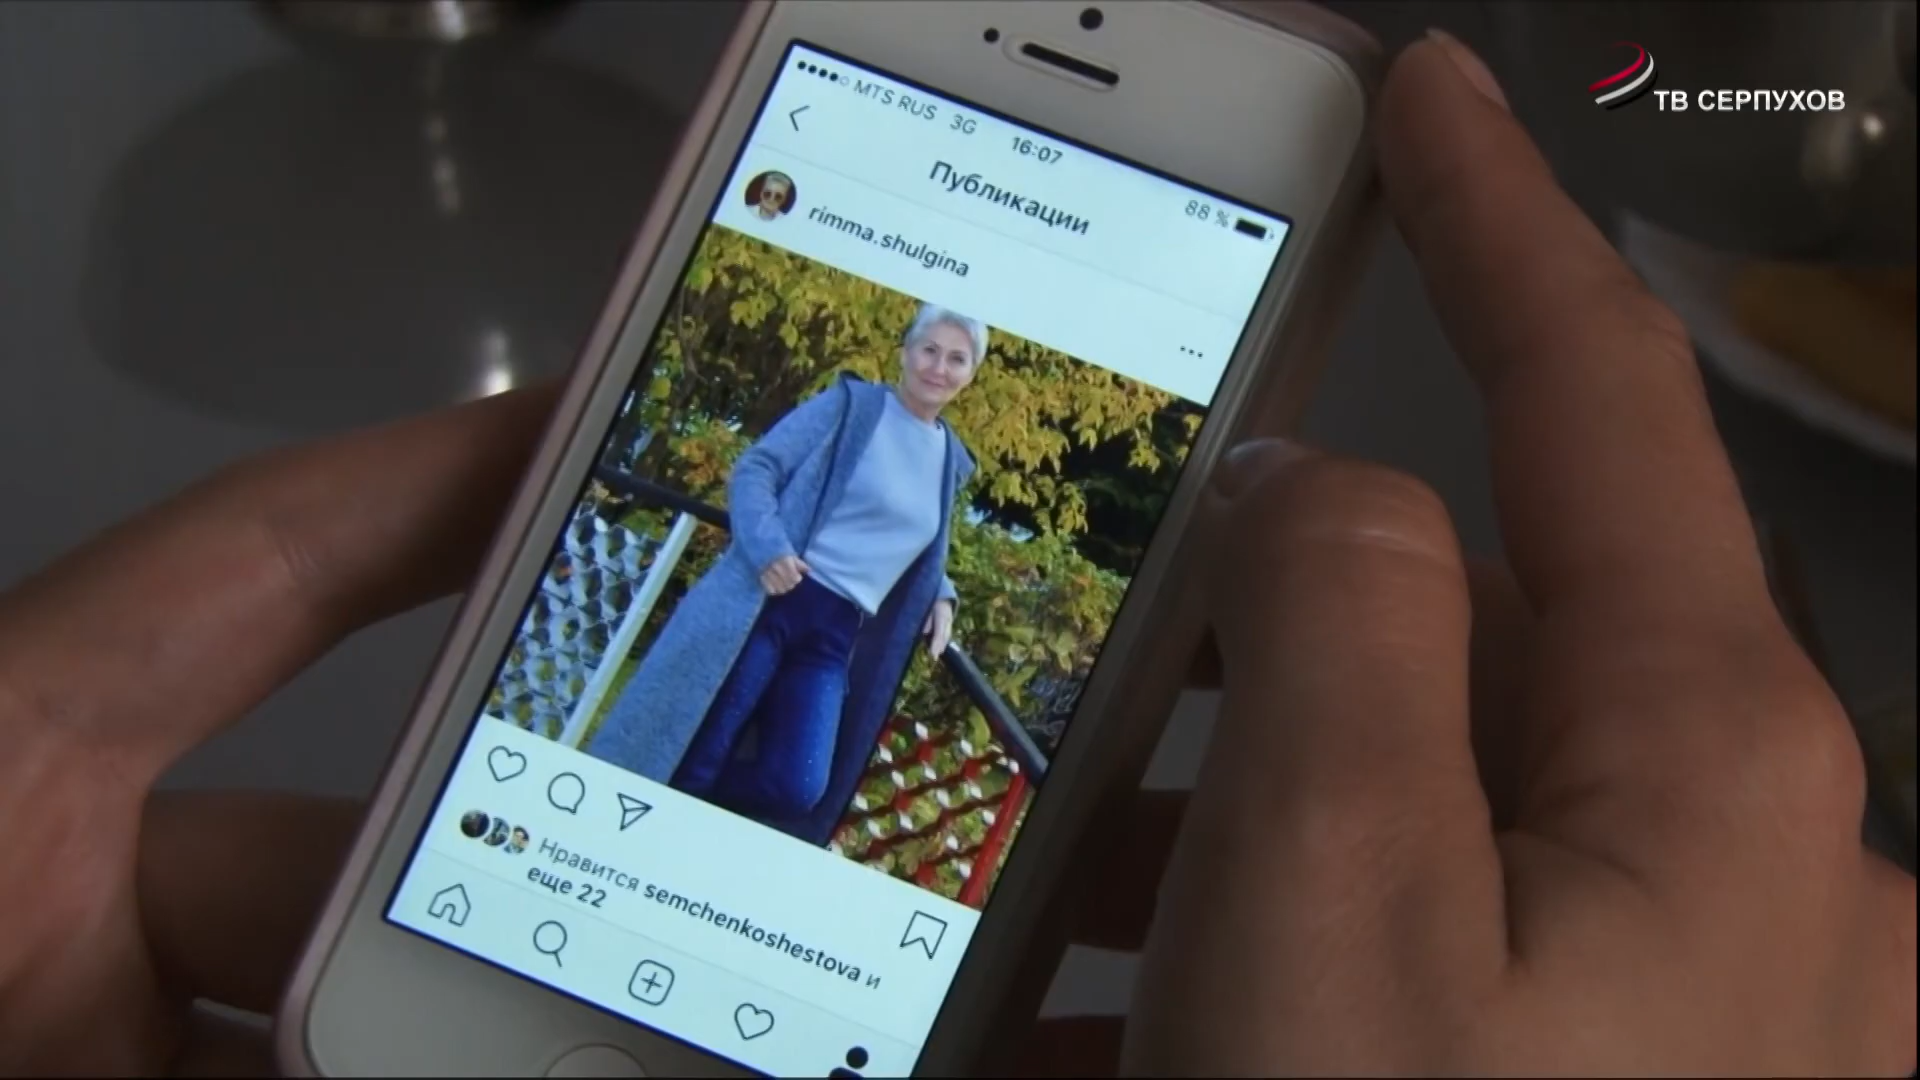 ТВ СЕРПУХОВ
MTS RUS 3G 16:07 88 %
Публикации
rimma.shulgina
Нравится semchenkoshestova и
еще 22